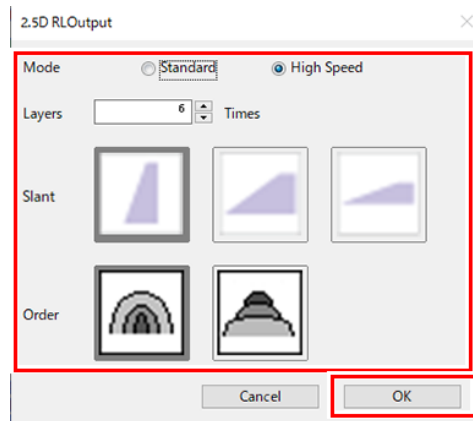 2.5D RLOutput
Mode Standard High Speed
Layers 6 Times
Slant
Order
Cancel OK